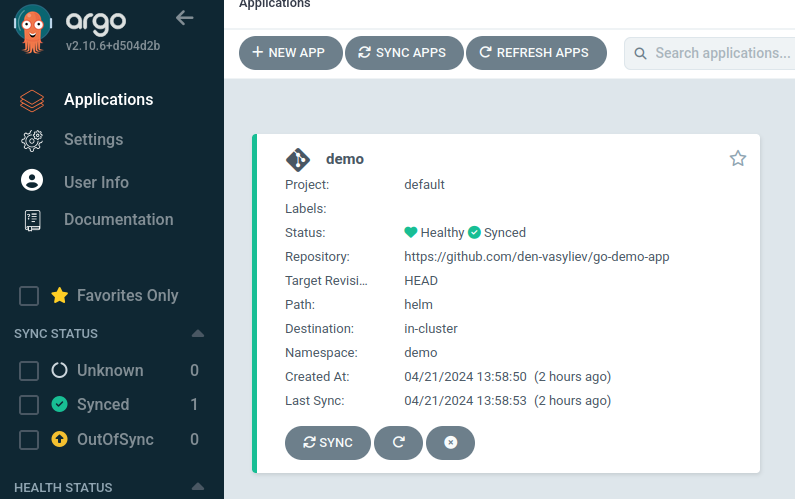 argo
v2.10.6+d504d2b
Applications
Settings
User Info
Documentation
Favorites Only
SYNC STATUS
Unknown 0
Synced 1
OutOfSync 0
HEALTH STATUS
Applications
NEW APP SYNC APPS REFRESH APPS Search applications...
demo
Project: default
Labels:
Status: Healthy Synced
Repository: https://github.com/den-vasyliev/go-demo-app
Target Revisi... HEAD
Path: helm
Destination: in-cluster
Namespace: demo
Created At: 04/21/2024 13:58:50 (2 hours ago)
Last Sync: 04/21/2024 13:58:53 (2 hours ago)
SYNC